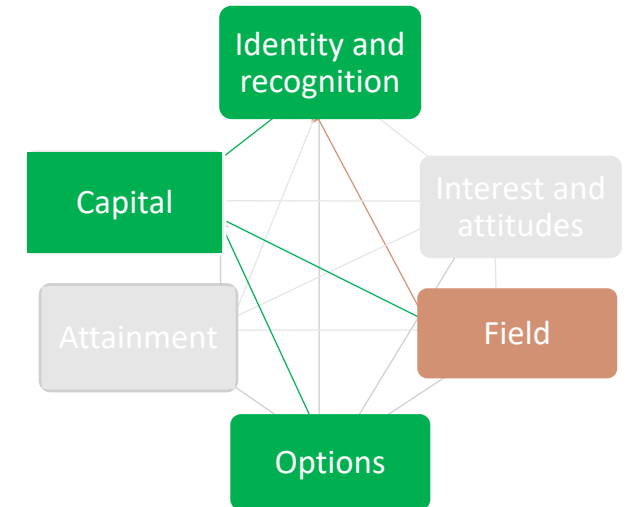 Identity and
recognition
Capital
Interest and
attitudes
Attainment
Field
Options